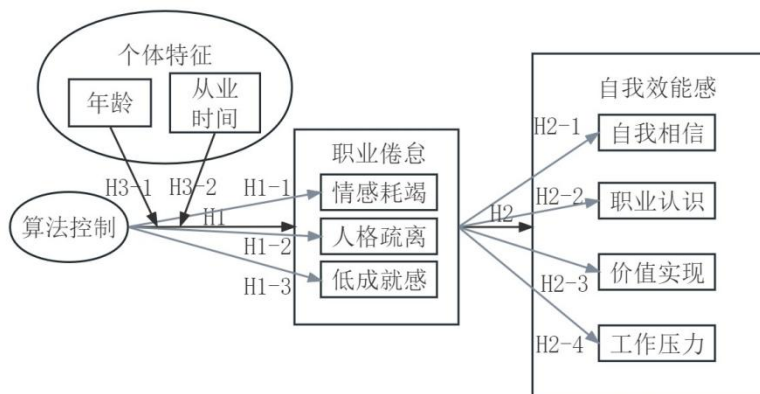 个体特征
年龄
从业
时间
H3-1
H3-2
算法控制
H1-1
H1
H1-2
H1-3
职业倦怠
情感耗竭
人格疏离
低成就感
H2-1
H2-2
H2
H2-3
H2-4
自我效能感
自我相信
职业认识
价值实现
工作压力